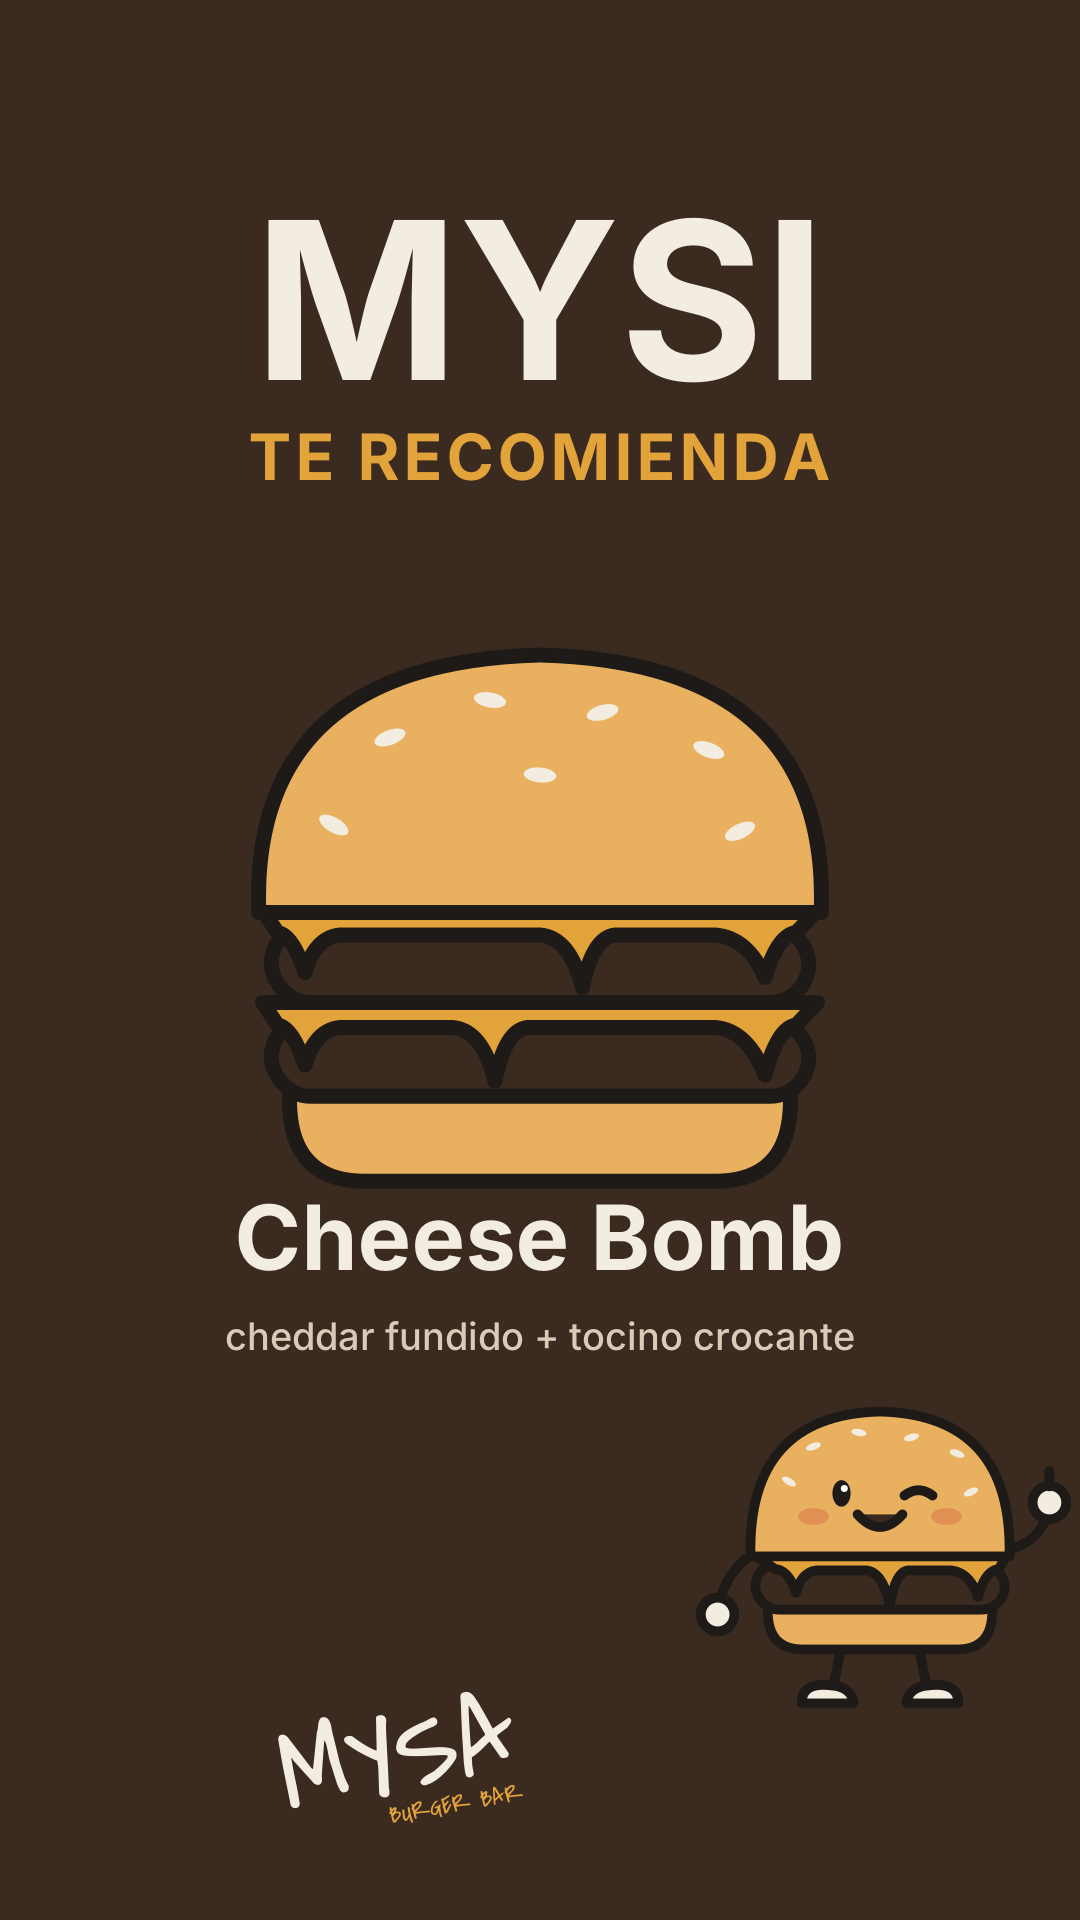 MYSI
TE RECOMIENDA
Cheese Bomb
cheddar fundido + tocino crocante
MYSA
BURGER BAR